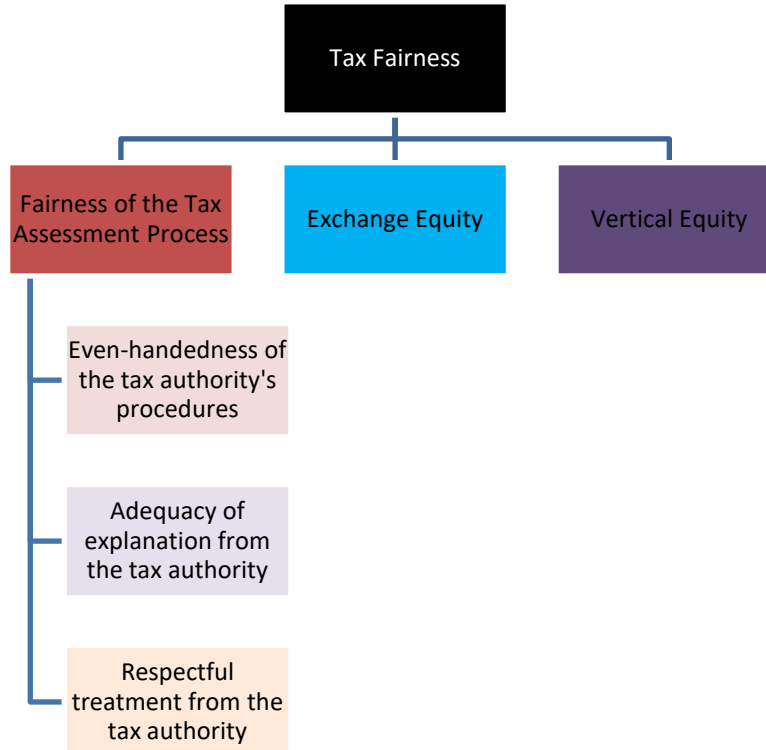 Tax Fairness
Fairness of the Tax
Assessment Process
Exchange Equity
Vertical Equity
Even-handedness of
the tax authority's
procedures
Adequacy of
explanation from
the tax authority
Respectful
treatment from the
tax authority